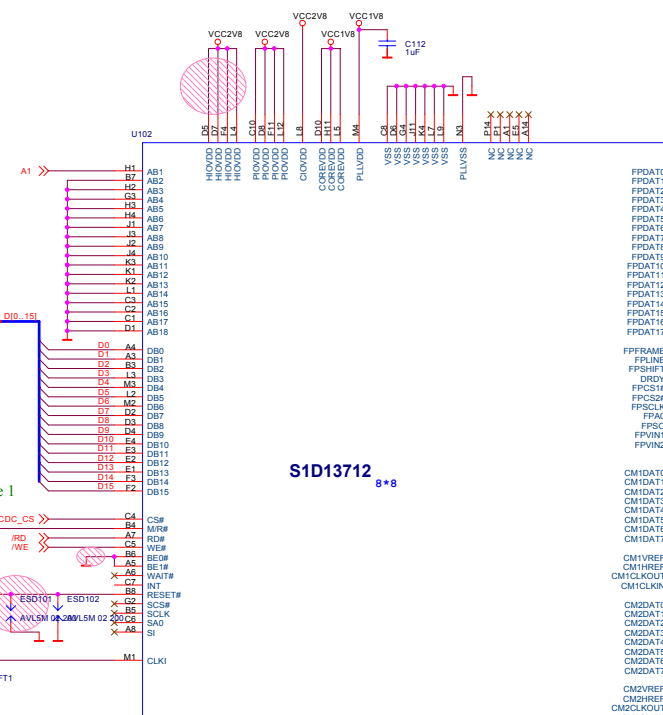 VCC2V8 VCC1V8
VCC2V8 VCC2V8 VCC1V8
C112
1uF
D5 D7 F4 L4 C10 D8 F11 L12 L8 D10 H11 L5 M4 C8 D6 G4 J11 K4 L7 L9 N3 P14 P1 A1 E5 A14
U102
HIOVDD HIOVDD HIOVDD HIOVDD PIOVDD PIOVDD PIOVDD PIOVDD CIOVDD COREVDD COREVDD COREVDD PLLVDD VSS VSS VSS VSS VSS VSS VSS PLLVSS NC NC NC NC NC
A1 H1 AB1 FPDAT0
B7 AB2 FPDAT1
H2 AB3 FPDAT2
G3 AB4 FPDAT3
H3 AB5 FPDAT4
H4 AB6 FPDAT5
J1 AB7 FPDAT6
J3 AB8 FPDAT7
J2 AB9 FPDAT8
J4 AB10 FPDAT9
K3 AB11 FPDAT10
K1 AB12 FPDAT11
K2 AB13 FPDAT12
L1 AB14 FPDAT13
C3 AB15 FPDAT14
C2 AB16 FPDAT15
D[0..15] C1 AB17 FPDAT16
D1 AB18 FPDAT17
D0 A4 DB0 FPFRAME
D1 A3 DB1 FPLINE
D2 B3 DB2 FPSHIFT
D3 L3 DB3 DRDY
D4 M3 DB4 FPCS1#
D5 L2 DB5 FPCS2#
D6 M2 DB6 FPSCLK
D7 D2 DB7 FPA0
D8 D3 DB8 FPSO
D9 D4 DB9 FPVIN1
D10 E4 DB10 FPVIN2
D11 E3 DB11
D12 E2 DB12
D13 E1 DB13 CM1DAT0
D14 F3 DB14 CM1DAT1
D15 F2 DB15 CM1DAT2
S1D13712
8*8
e 1
CM1DAT3
CM1DAT4
CDC_CS C4 CS# CM1DAT5
B4 M/R# CM1DAT6
/RD A7 RD# CM1DAT7
/WE C5 WE#
B6 BE0# CM1VREF
A5 BE1# CM1HREF
A6 WAIT# CM1CLKOUT
C7 INT CM1CLKIN
B8 RESET#
ESD101 ESD102 G2 SCS# CM2DAT0
B5 SCLK CM2DAT1
AVL5M 02 200 AVL5M 02 200 C6 SA0 CM2DAT2
A8 SI CM2DAT3
CM2DAT4
CM2DAT5
M1 CLKI CM2DAT6
CM2DAT7
FT1
CM2VREF
CM2HREF
CM2CLKOUT